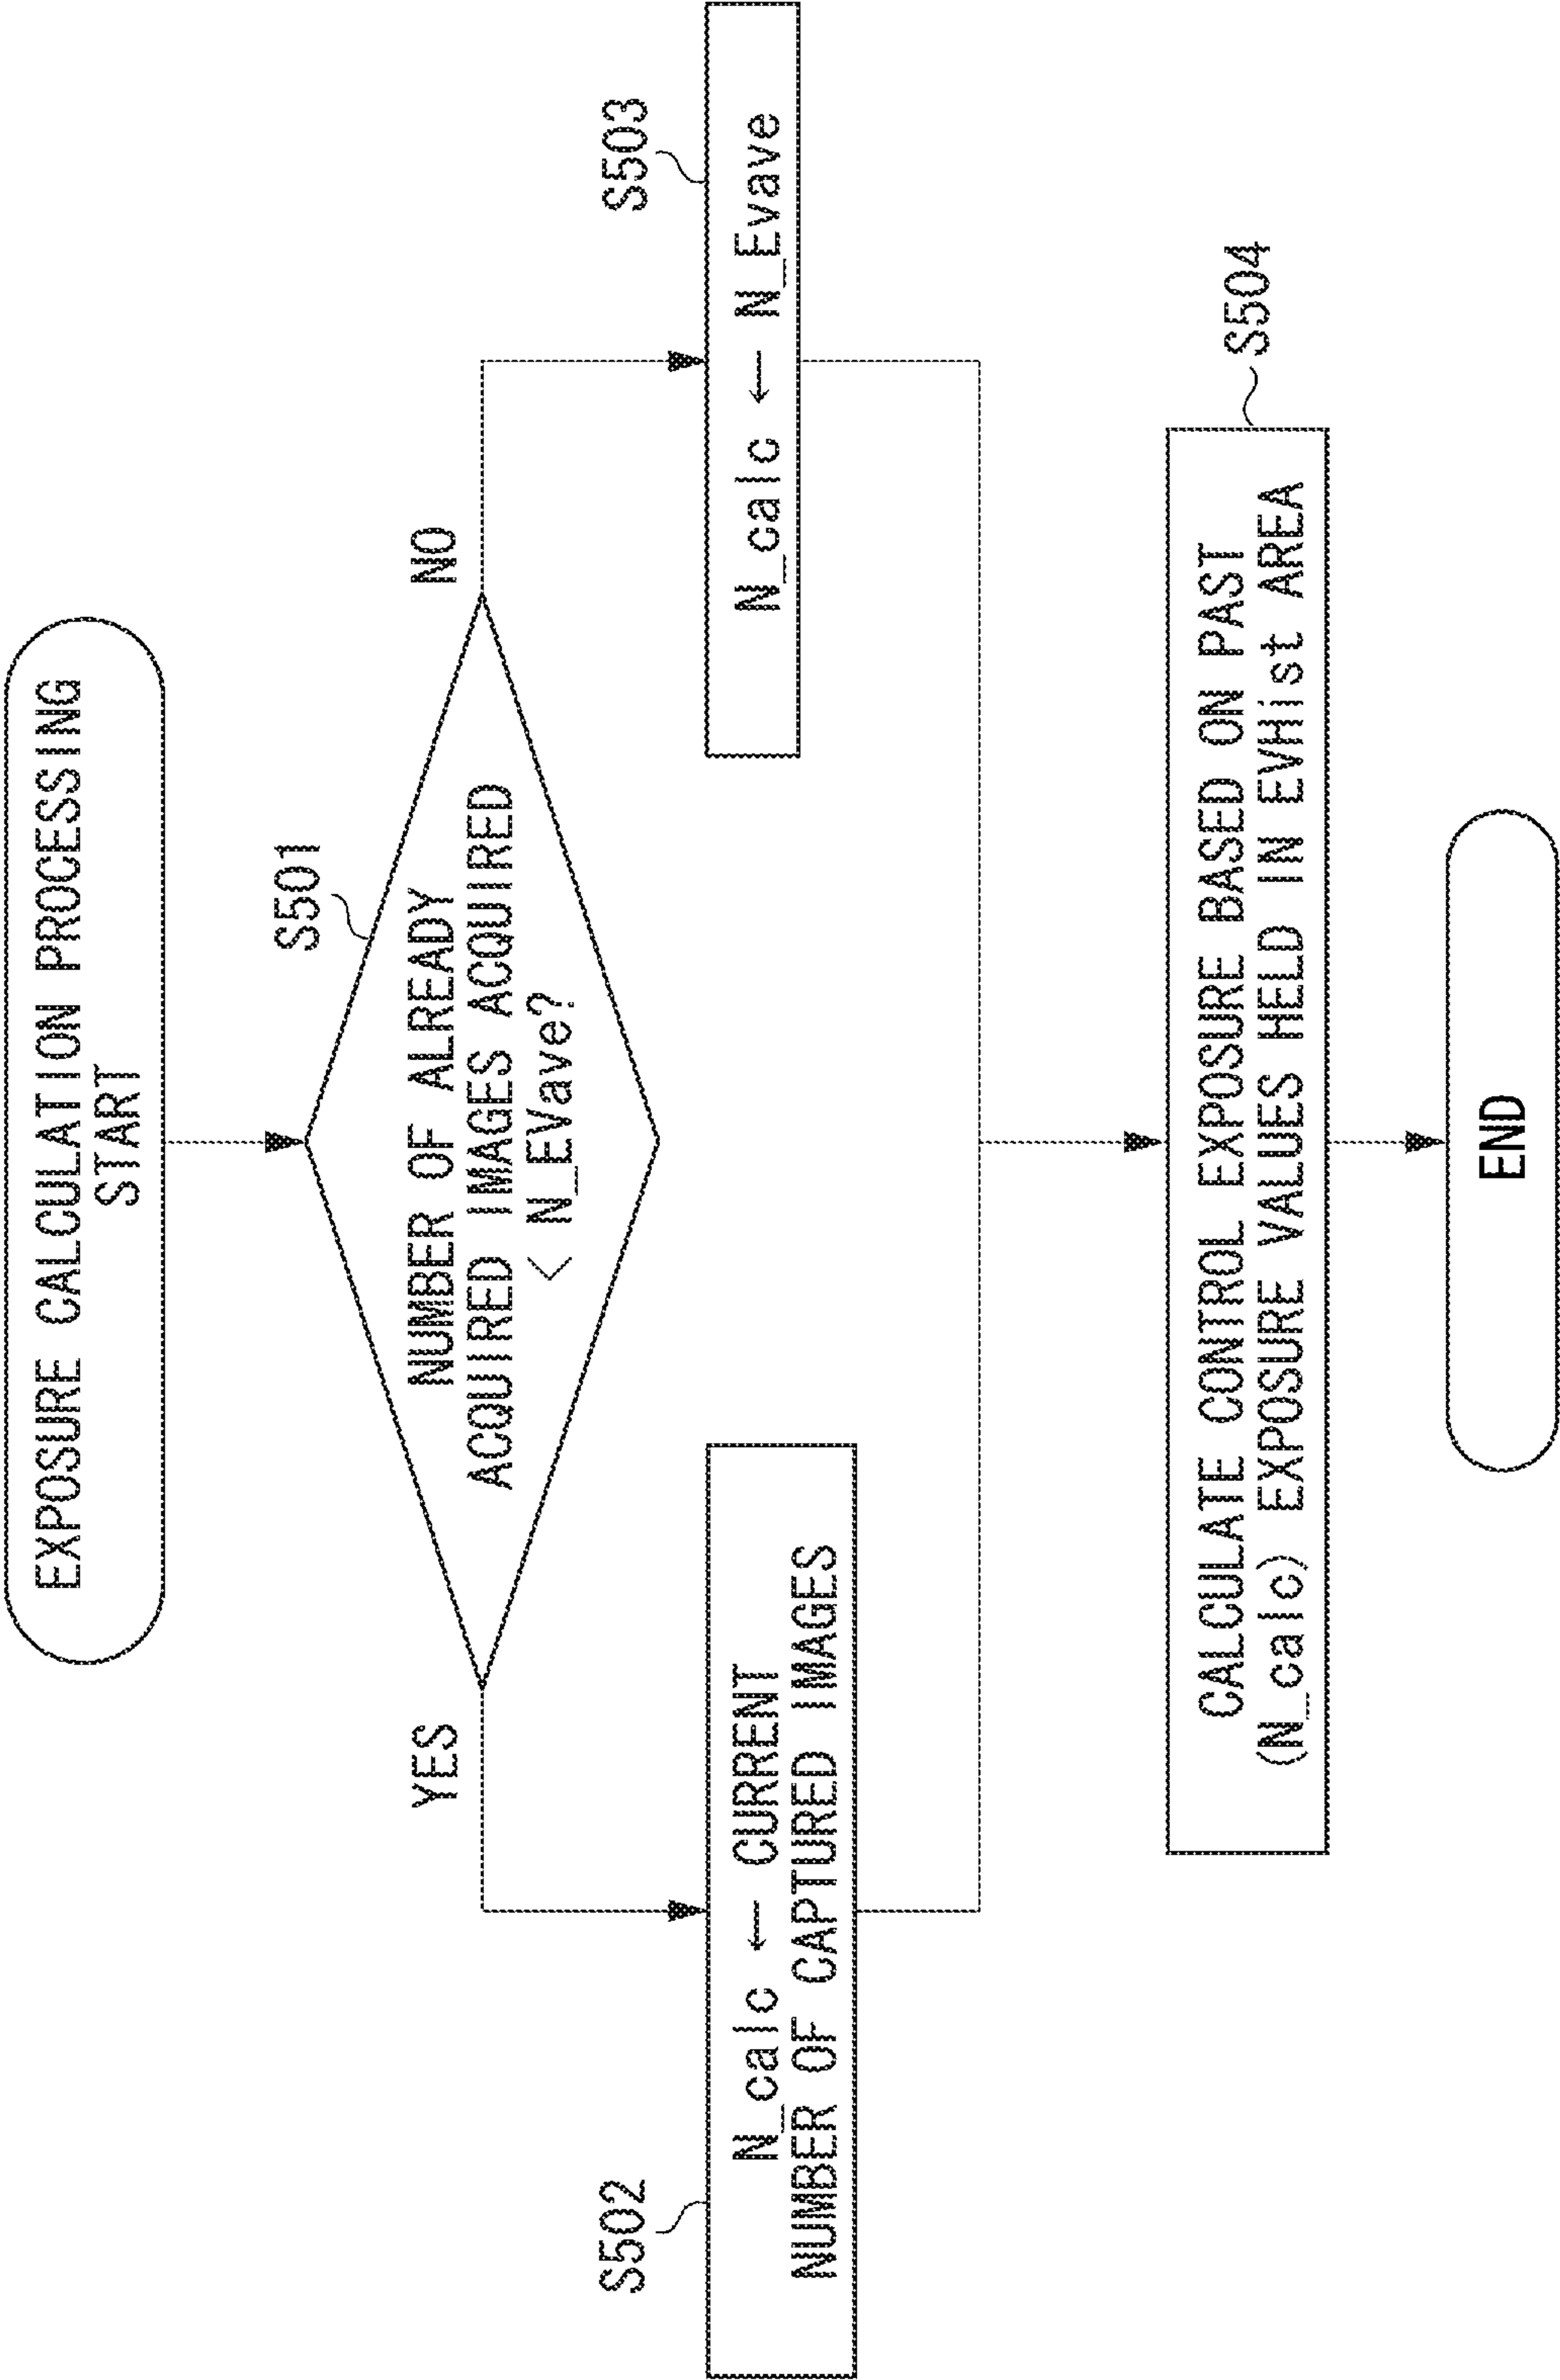 EXPOSURE CALCULATION PROCESSING
START
S501
NUMBER OF ALREADY
ACQUIRED IMAGES ACQUIRED
< N_EVave?
YES
NO
S502
N_calc ← CURRENT
NUMBER OF CAPTURED IMAGES
S503
N_calc ← N_Evave
S504
CALCULATE CONTROL EXPOSURE BASED ON PAST
(N_calc) EXPOSURE VALUES HELD IN EVHist AREA
END